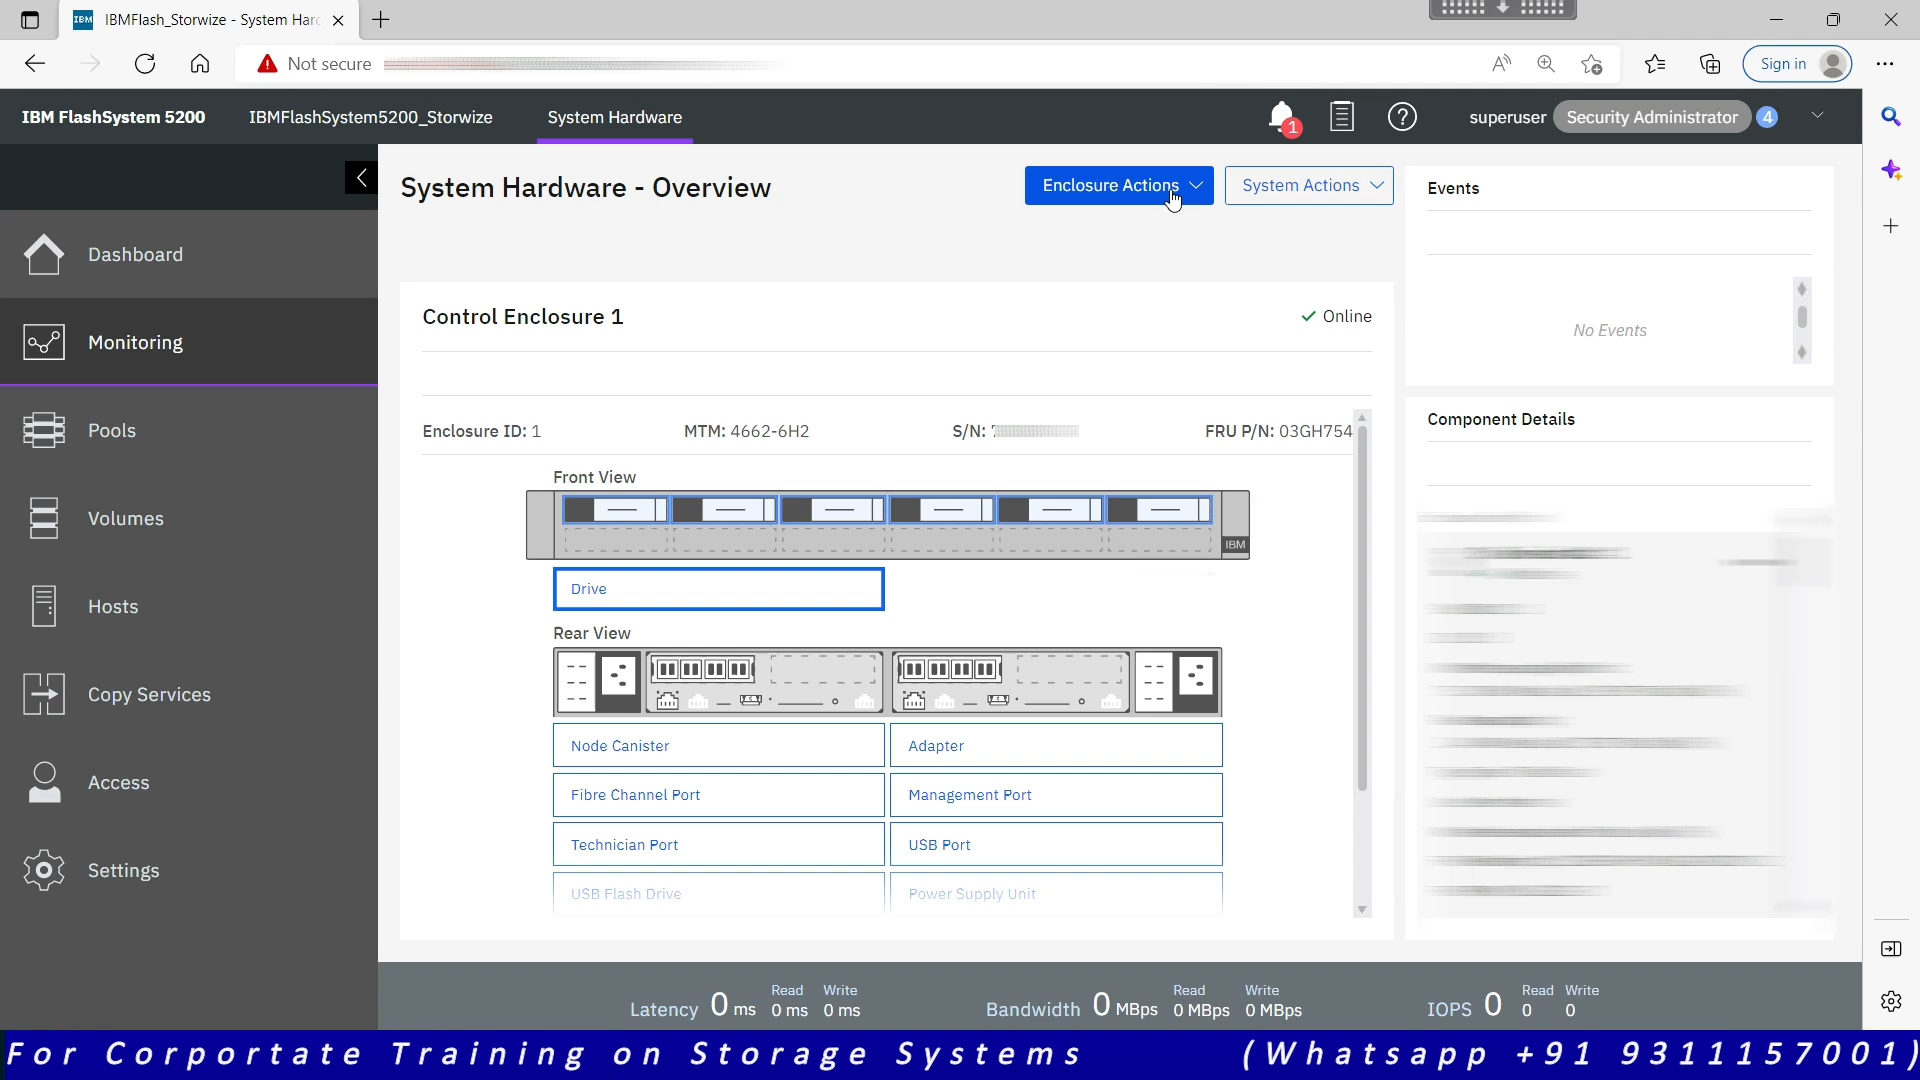 IBM
IBMFlash_Storwize - System Hard
Not secure
Sign in
IBM FlashSystem 5200
IBMFlashSystem5200_Storwize
System Hardware
1
superuser
Security Administrator
4
System Hardware - Overview
Enclosure Actions
System Actions
Events
No Events
Dashboard
Monitoring
Pools
Volumes
Hosts
Copy Services
Access
Settings
Control Enclosure 1
Online
Enclosure ID: 1
MTM: 4662-6H2
S/N:
FRU P/N: 03GH754
Front View
IBM
Drive
Rear View
Node Canister
Adapter
Fibre Channel Port
Management Port
Technician Port
USB Port
USB Flash Drive
Power Supply Unit
Component Details
Latency 0 ms
Read
0 ms
Write
0 ms
Bandwidth 0 MBps
Read
0 MBps
Write
0 MBps
IOPS 0
Read
0
Write
0
For Corportate Training on Storage Systems (Whatsapp +91 9311157001)